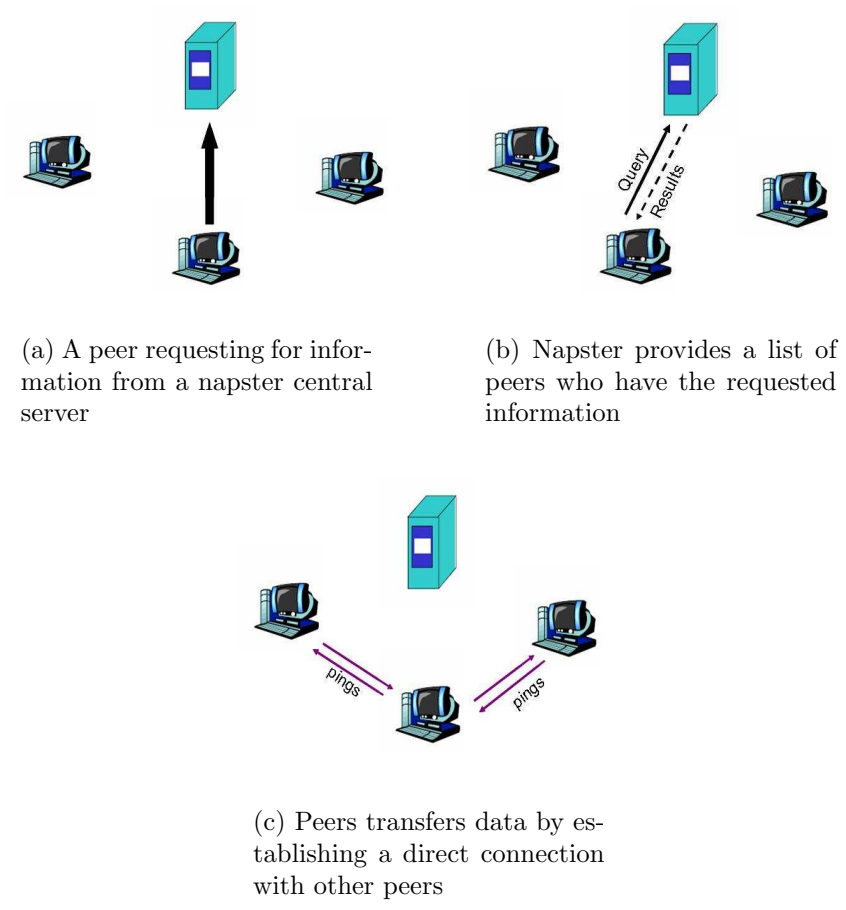 Query
Results
(a) A peer requesting for infor-
mation from a napster central
server
(b) Napster provides a list of
peers who have the requested
information
pings
pings
(c) Peers transfers data by es-
tablishing a direct connection
with other peers